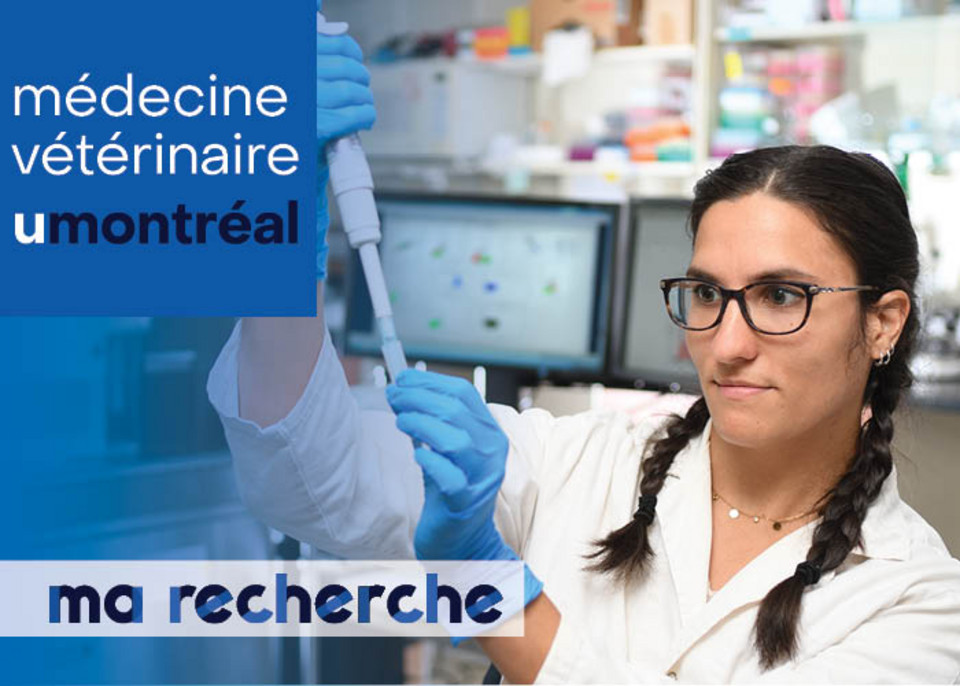 médecine
vétérinaire
umontréal
ma recherche